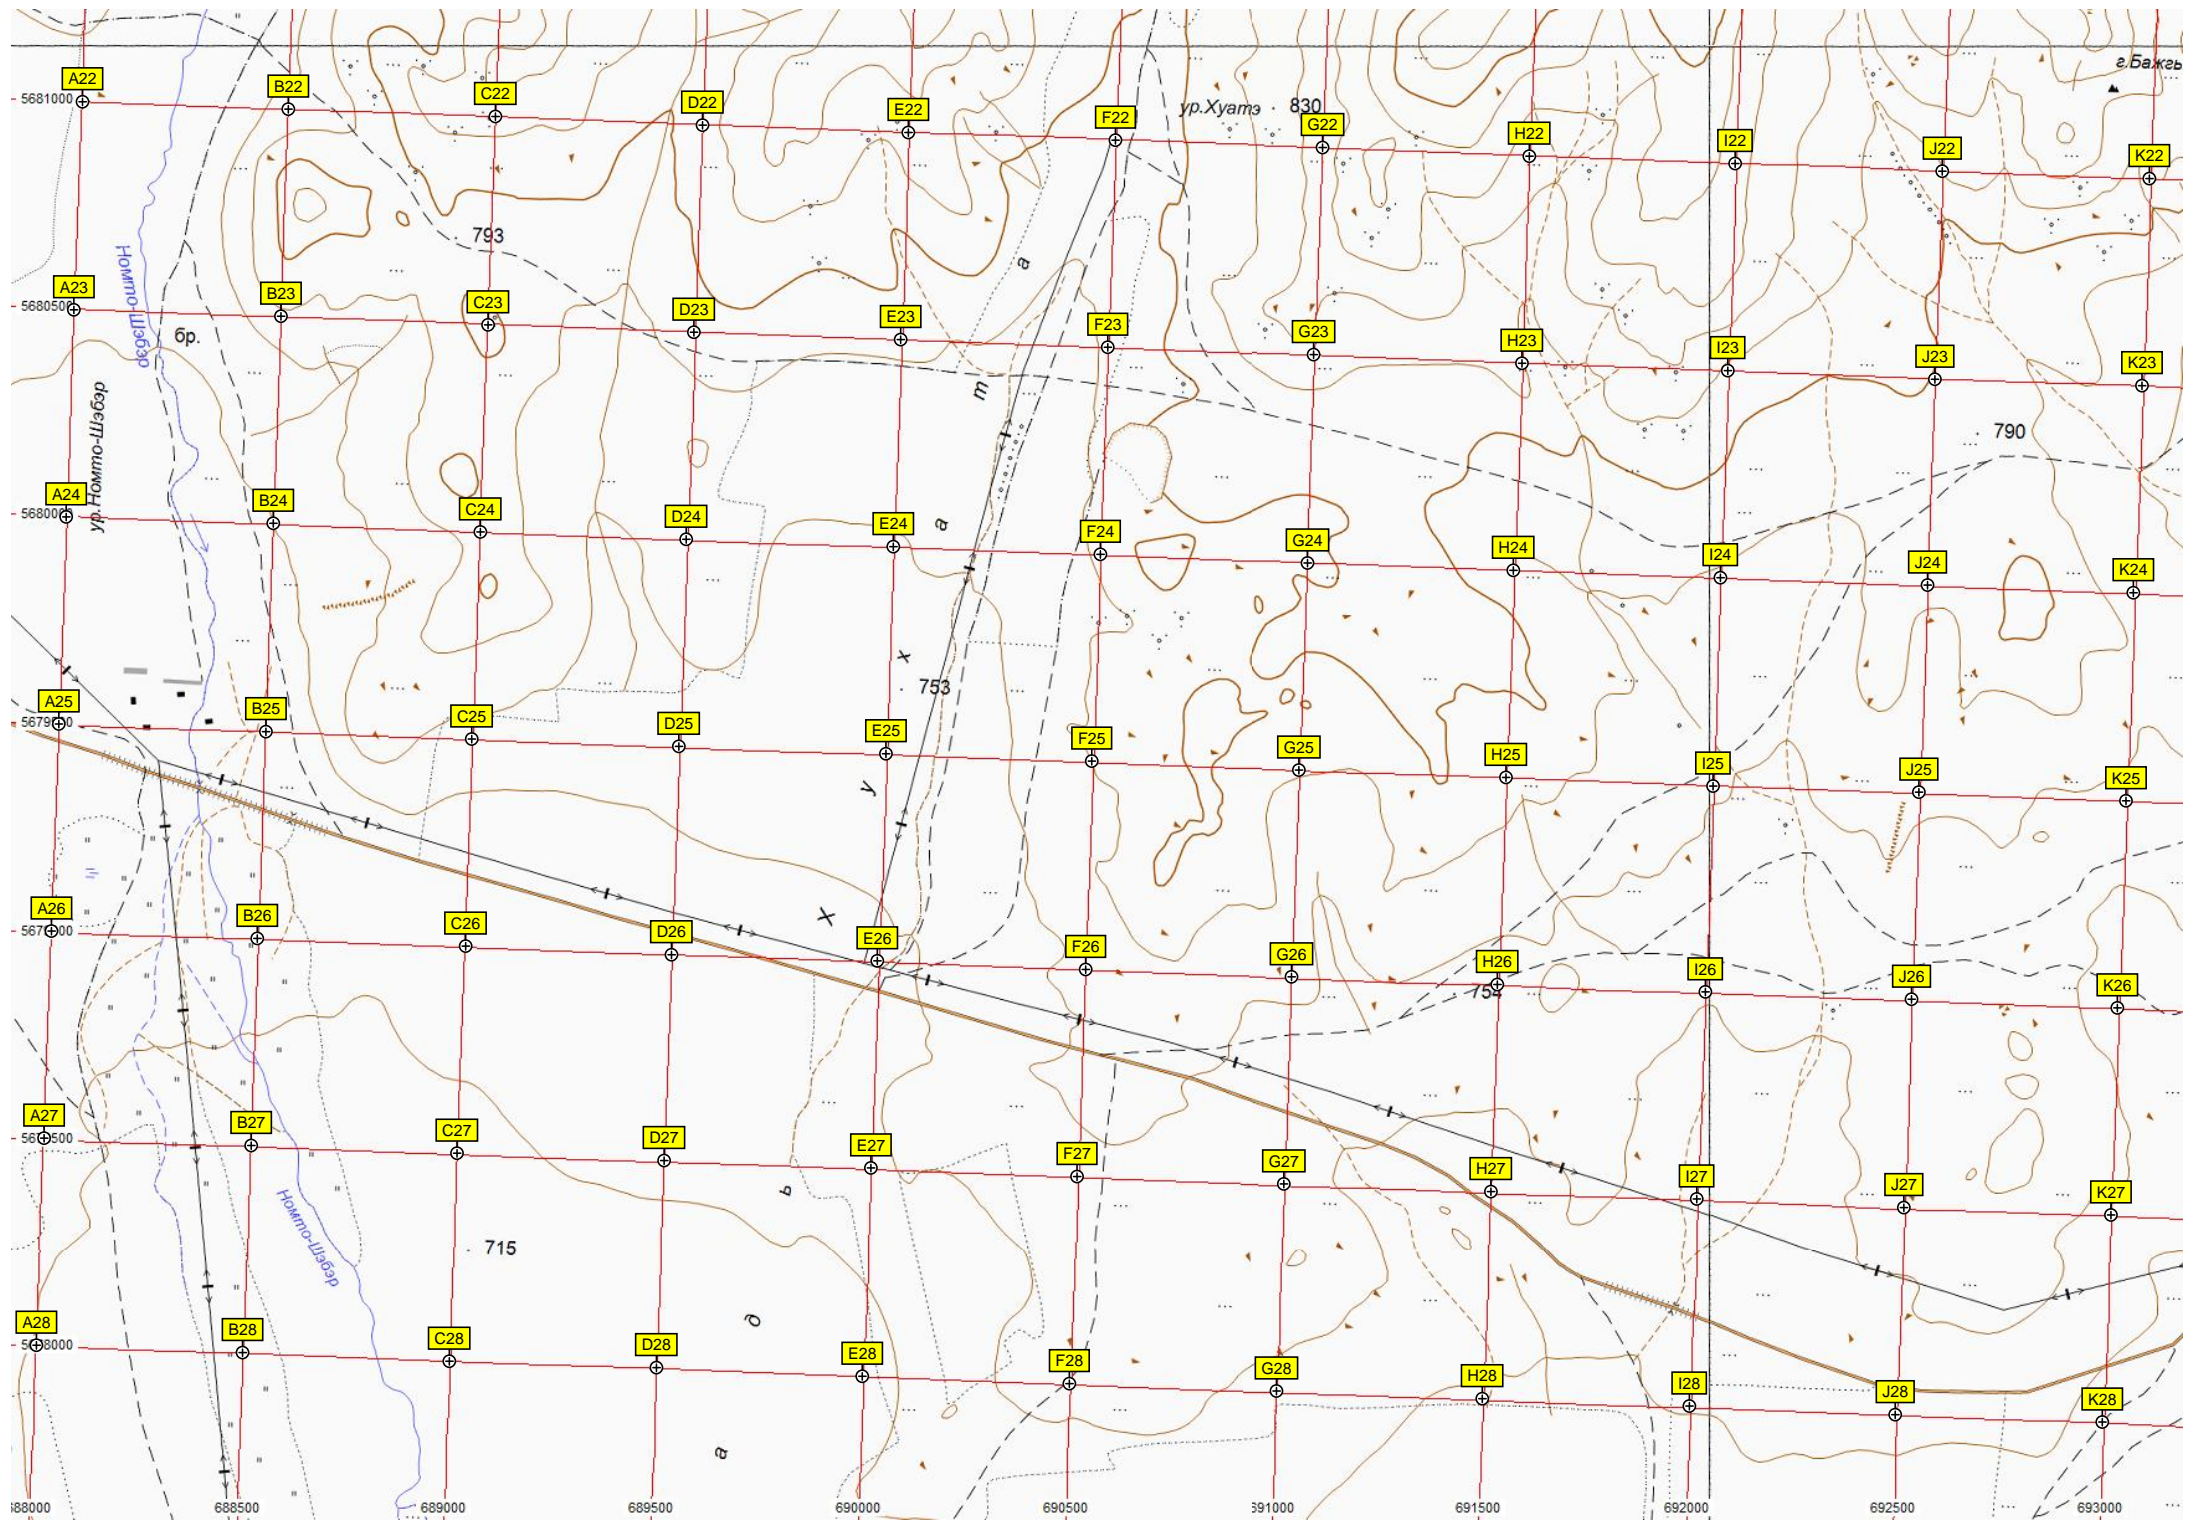 г.Бажгь
A22 B22 C22 D22 E22 F22 G22 H22 I22 J22 K22
5681000
ур.Хуатэ 830
793
а
A23 B23 C23 D23 E23 F23 G23 H23 I23 J23 K23
5680500
Номто-Шэбэр
бр.
ур.Номто-Шэбэр
т
790
A24 B24 C24 D24 E24 F24 G24 H24 I24 J24 K24
а
х
753
A25 B25 C25 D25 E25 F25 G25 H25 I25 J25 K25
у
Х
A26 B26 C26 D26 E26 F26 G26 H26 I26 J26 K26
754
A27 B27 C27 D27 E27 F27 G27 H27 I27 J27 K27
ь
Номто-Шэбэр
715
д
A28 B28 C28 D28 E28 F28 G28 H28 I28 J28 K28
а
688500 689000 689500 690000 690500 691000 691500 692000 692500 693000